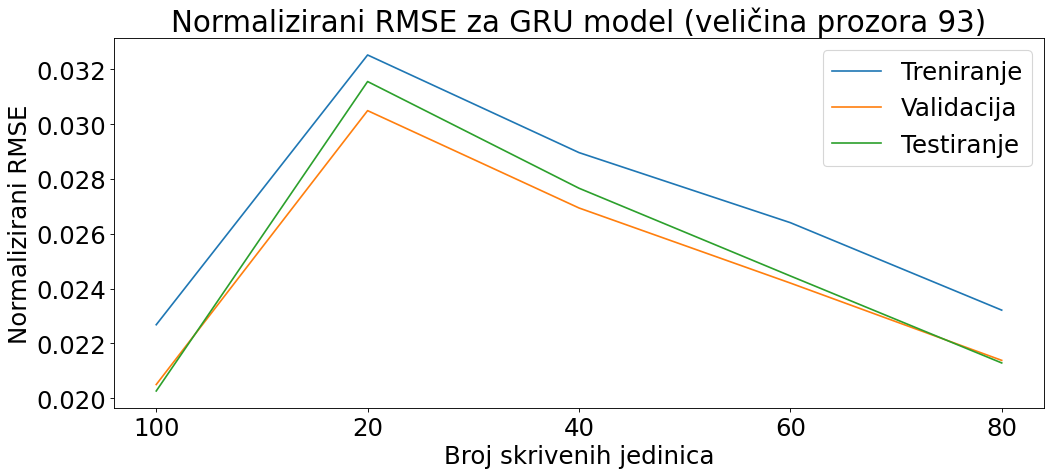 Normalizirani RMSE za GRU model (veličina prozora 93)
Normalizirani RMSE
0.032
0.030
0.028
0.026
0.024
0.022
0.020
Treniranje
Validacija
Testiranje
100 20 40 60 80
Broj skrivenih jedinica